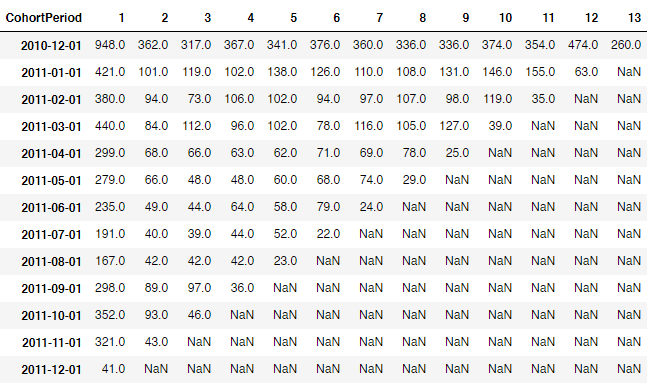 CohortPeriod 1 2 3 4 5 6 7 8 9 10 11 12 13
2010-12-01 948.0 362.0 317.0 367.0 341.0 376.0 360.0 336.0 336.0 374.0 354.0 474.0 260.0
2011-01-01 421.0 101.0 119.0 102.0 138.0 126.0 110.0 108.0 131.0 146.0 155.0 63.0 NaN
2011-02-01 380.0 94.0 73.0 106.0 102.0 94.0 97.0 107.0 98.0 119.0 35.0 NaN NaN
2011-03-01 440.0 84.0 112.0 96.0 102.0 78.0 116.0 105.0 127.0 39.0 NaN NaN NaN
2011-04-01 299.0 68.0 66.0 63.0 62.0 71.0 69.0 78.0 25.0 NaN NaN NaN NaN
2011-05-01 279.0 66.0 48.0 48.0 60.0 68.0 74.0 29.0 NaN NaN NaN NaN NaN
2011-06-01 235.0 49.0 44.0 64.0 58.0 79.0 24.0 NaN NaN NaN NaN NaN NaN
2011-07-01 191.0 40.0 39.0 44.0 52.0 22.0 NaN NaN NaN NaN NaN NaN NaN
2011-08-01 167.0 42.0 42.0 42.0 23.0 NaN NaN NaN NaN NaN NaN NaN NaN
2011-09-01 298.0 89.0 97.0 36.0 NaN NaN NaN NaN NaN NaN NaN NaN NaN
2011-10-01 352.0 93.0 46.0 NaN NaN NaN NaN NaN NaN NaN NaN NaN NaN
2011-11-01 321.0 43.0 NaN NaN NaN NaN NaN NaN NaN NaN NaN NaN NaN
2011-12-01 41.0 NaN NaN NaN NaN NaN NaN NaN NaN NaN NaN NaN NaN